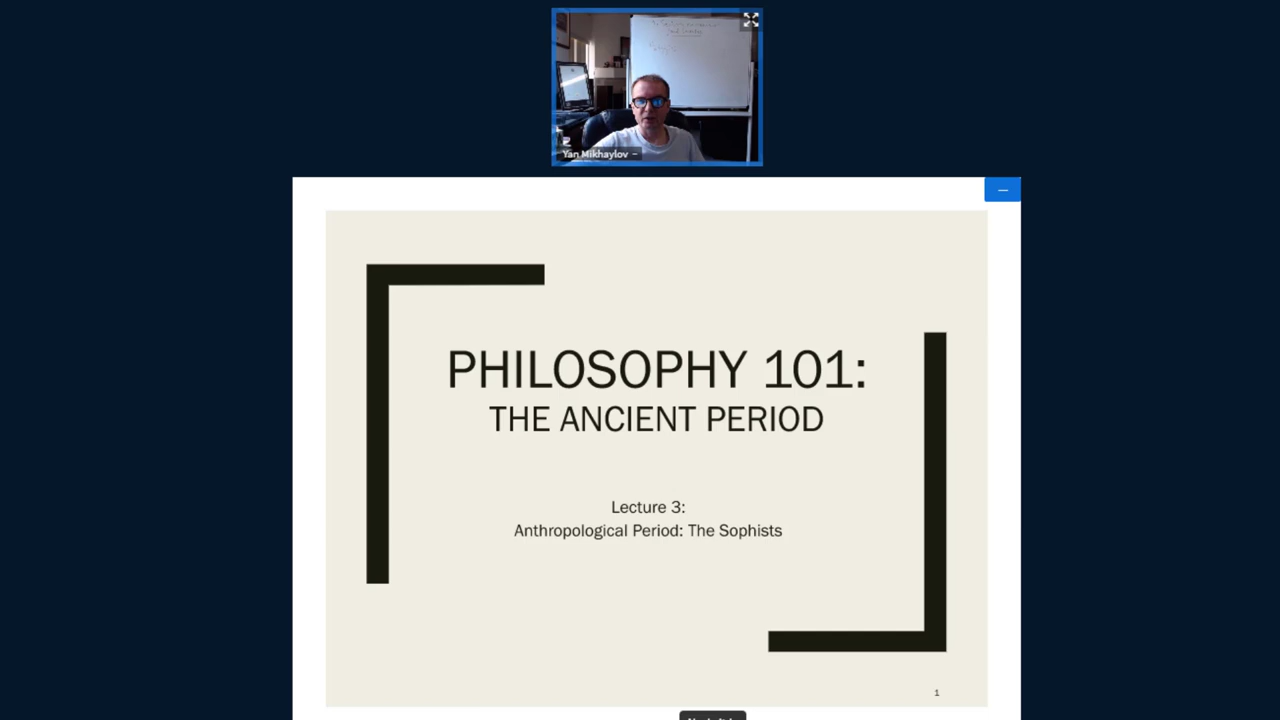 Yan Mikhaylov
PHILOSOPHY 101:
THE ANCIENT PERIOD
Lecture 3:
Anthropological Period: The Sophists
1